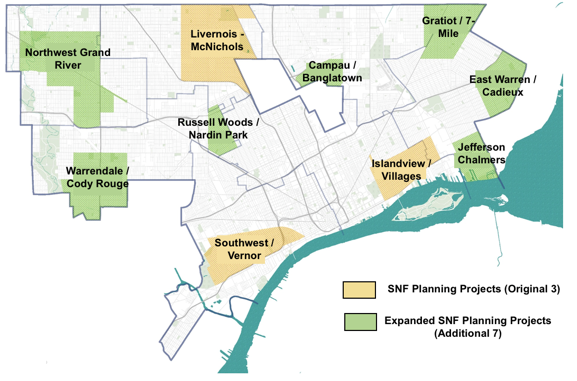 Gratiot / 7-
Mile
Livernois -
McNichols
Northwest Grand
River
Campau /
Banglatown
East Warren /
Cadieux
Russell Woods /
Nardin Park
Jefferson
Chalmers
Islandview /
Villages
Warrendale /
Cody Rouge
Southwest /
Vernor
SNF Planning Projects (Original 3)
Expanded SNF Planning Projects
(Additional 7)